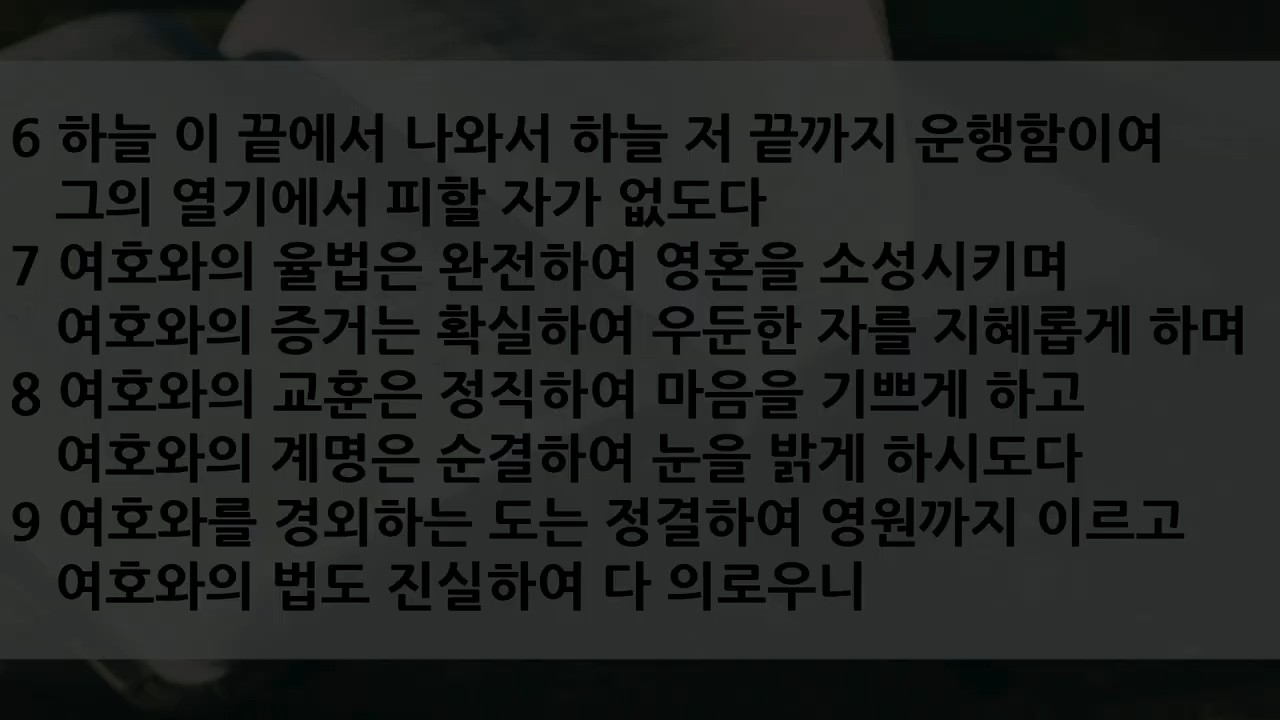 6 하늘 이 끝에서 나와서 하늘 저 끝까지 운행함이여
그의 열기에서 피할 자가 없도다
7 여호와의 율법은 완전하여 영혼을 소성시키며
여호와의 증거는 확실하여 우둔한 자를 지혜롭게 하며
8 여호와의 교훈은 정직하여 마음을 기쁘게 하고
여호와의 계명은 순결하여 눈을 밝게 하시도다
9 여호와를 경외하는 도는 정결하여 영원까지 이르고
여호와의 법도 진실하여 다 의로우니